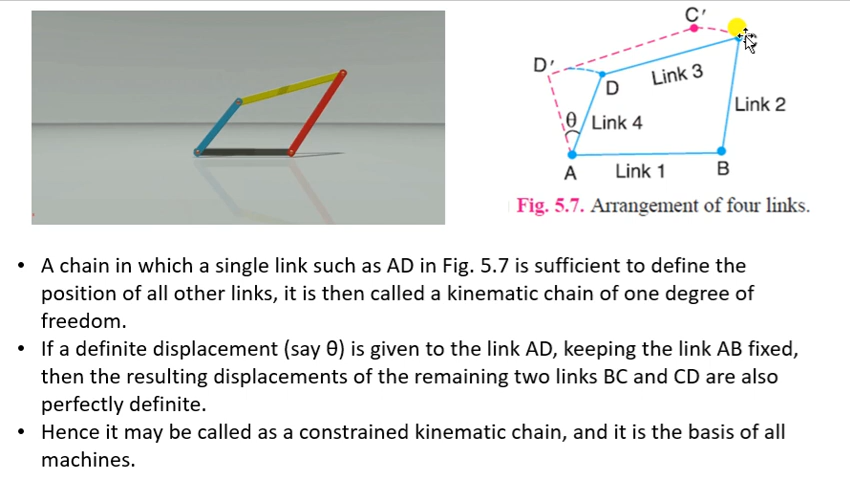 C′
D′
D
Link 3
Link 2
θ
Link 4
A
Link 1
B
Fig. 5.7. Arrangement of four links.
• A chain in which a single link such as AD in Fig. 5.7 is sufficient to define the
position of all other links, it is then called a kinematic chain of one degree of
freedom.
• If a definite displacement (say θ) is given to the link AD, keeping the link AB fixed,
then the resulting displacements of the remaining two links BC and CD are also
perfectly definite.
• Hence it may be called as a constrained kinematic chain, and it is the basis of all
machines.